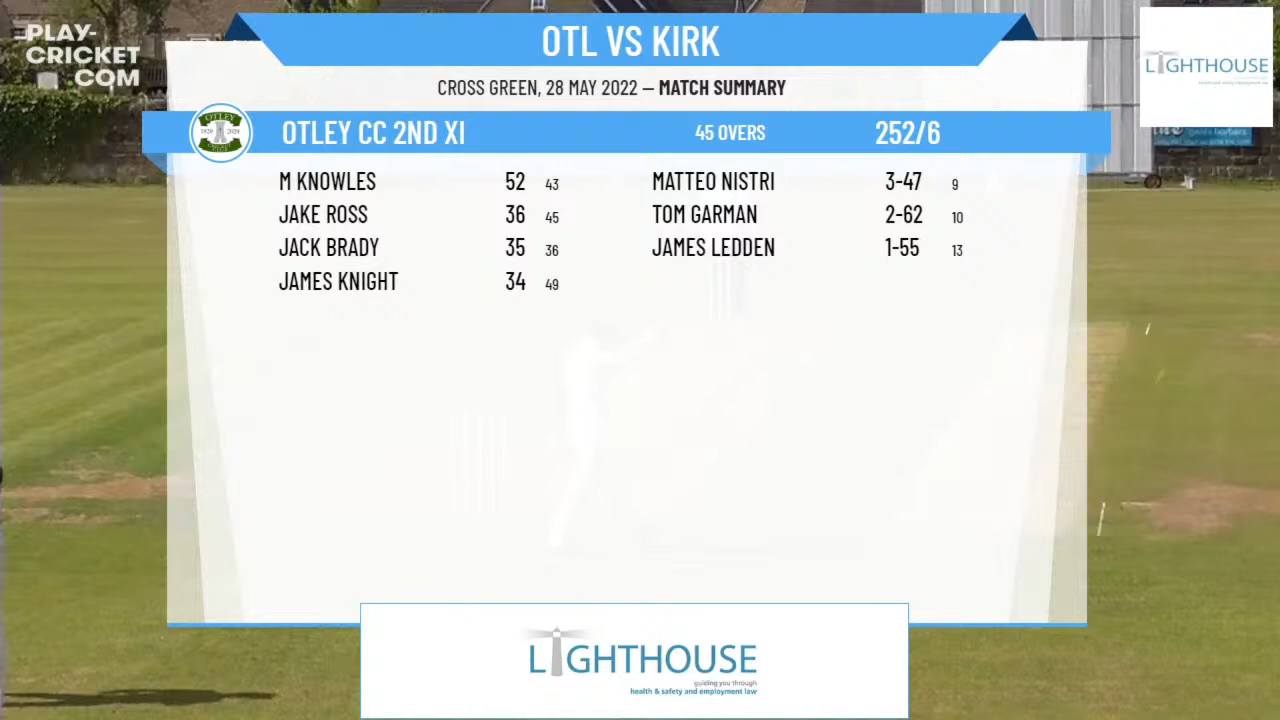 PLAY-
CRICKET
.COM
OTL VS KIRK
LIGHTHOUSE
CROSS GREEN, 28 MAY 2022 – MATCH SUMMARY
OTLEY
1820 2020
OTLEY CC 2ND XI 45 OVERS 252/6
M KNOWLES 52 43 MATTEO NISTRI 3-47 9
JAKE ROSS 36 45 TOM GARMAN 2-62 10
JACK BRADY 35 36 JAMES LEDDEN 1-55 13
JAMES KNIGHT 34 49
LIGHTHOUSE
guiding you through
health & safety and employment law